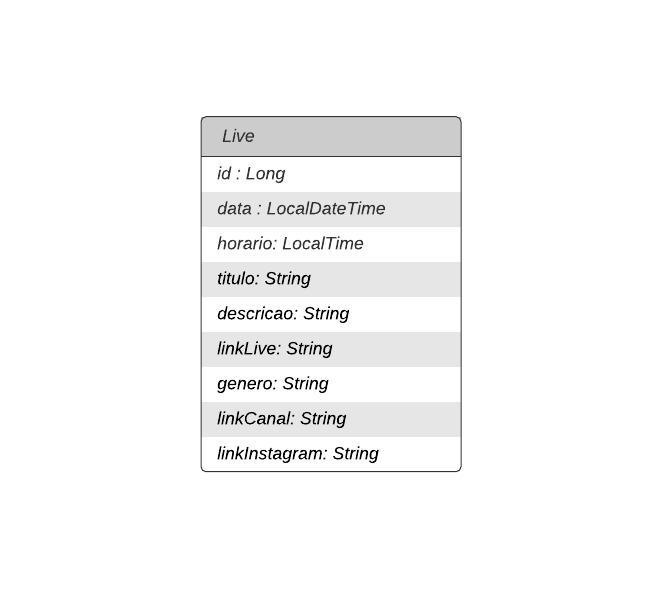 Live
id : Long
data : LocalDateTime
horario: LocalTime
titulo: String
descricao: String
linkLive: String
genero: String
linkCanal: String
linkInstagram: String